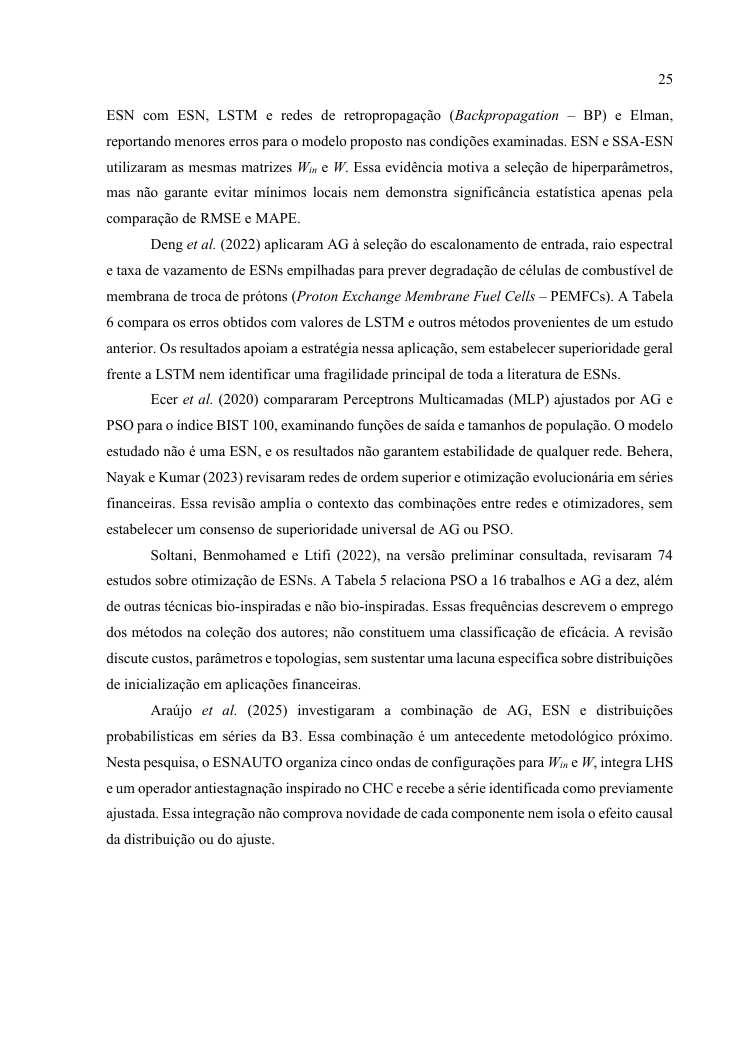 25
ESN com ESN, LSTM e redes de retropropagação (Backpropagation – BP) e Elman,
reportando menores erros para o modelo proposto nas condições examinadas. ESN e SSA-ESN
utilizaram as mesmas matrizes Win e W. Essa evidência motiva a seleção de hiperparâmetros,
mas não garante evitar mínimos locais nem demonstra significância estatística apenas pela
comparação de RMSE e MAPE.
Deng et al. (2022) aplicaram AG à seleção do escalonamento de entrada, raio espectral
e taxa de vazamento de ESNs empilhadas para prever degradação de células de combustível de
membrana de troca de prótons (Proton Exchange Membrane Fuel Cells – PEMFCs). A Tabela
6 compara os erros obtidos com valores de LSTM e outros métodos provenientes de um estudo
anterior. Os resultados apoiam a estratégia nessa aplicação, sem estabelecer superioridade geral
frente a LSTM nem identificar uma fragilidade principal de toda a literatura de ESNs.
Ecer et al. (2020) compararam Perceptrons Multicamadas (MLP) ajustados por AG e
PSO para o índice BIST 100, examinando funções de saída e tamanhos de população. O modelo
estudado não é uma ESN, e os resultados não garantem estabilidade de qualquer rede. Behera,
Nayak e Kumar (2023) revisaram redes de ordem superior e otimização evolucionária em séries
financeiras. Essa revisão amplia o contexto das combinações entre redes e otimizadores, sem
estabelecer um consenso de superioridade universal de AG ou PSO.
Soltani, Benmohamed e Ltifi (2022), na versão preliminar consultada, revisaram 74
estudos sobre otimização de ESNs. A Tabela 5 relaciona PSO a 16 trabalhos e AG a dez, além
de outras técnicas bio-inspiradas e não bio-inspiradas. Essas frequências descrevem o emprego
dos métodos na coleção dos autores; não constituem uma classificação de eficácia. A revisão
discute custos, parâmetros e topologias, sem sustentar uma lacuna específica sobre distribuições
de inicialização em aplicações financeiras.
Araújo et al. (2025) investigaram a combinação de AG, ESN e distribuições
probabilísticas em séries da B3. Essa combinação é um antecedente metodológico próximo.
Nesta pesquisa, o ESNAUTO organiza cinco ondas de configurações para Win e W, integra LHS
e um operador antiestagnação inspirado no CHC e recebe a série identificada como previamente
ajustada. Essa integração não comprova novidade de cada componente nem isola o efeito causal
da distribuição ou do ajuste.